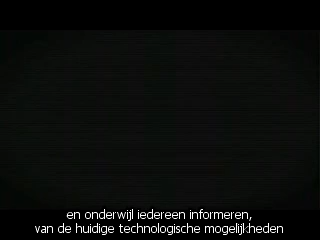 en onderwijl iedereen informeren,
van de huidige technologische mogelijkheden